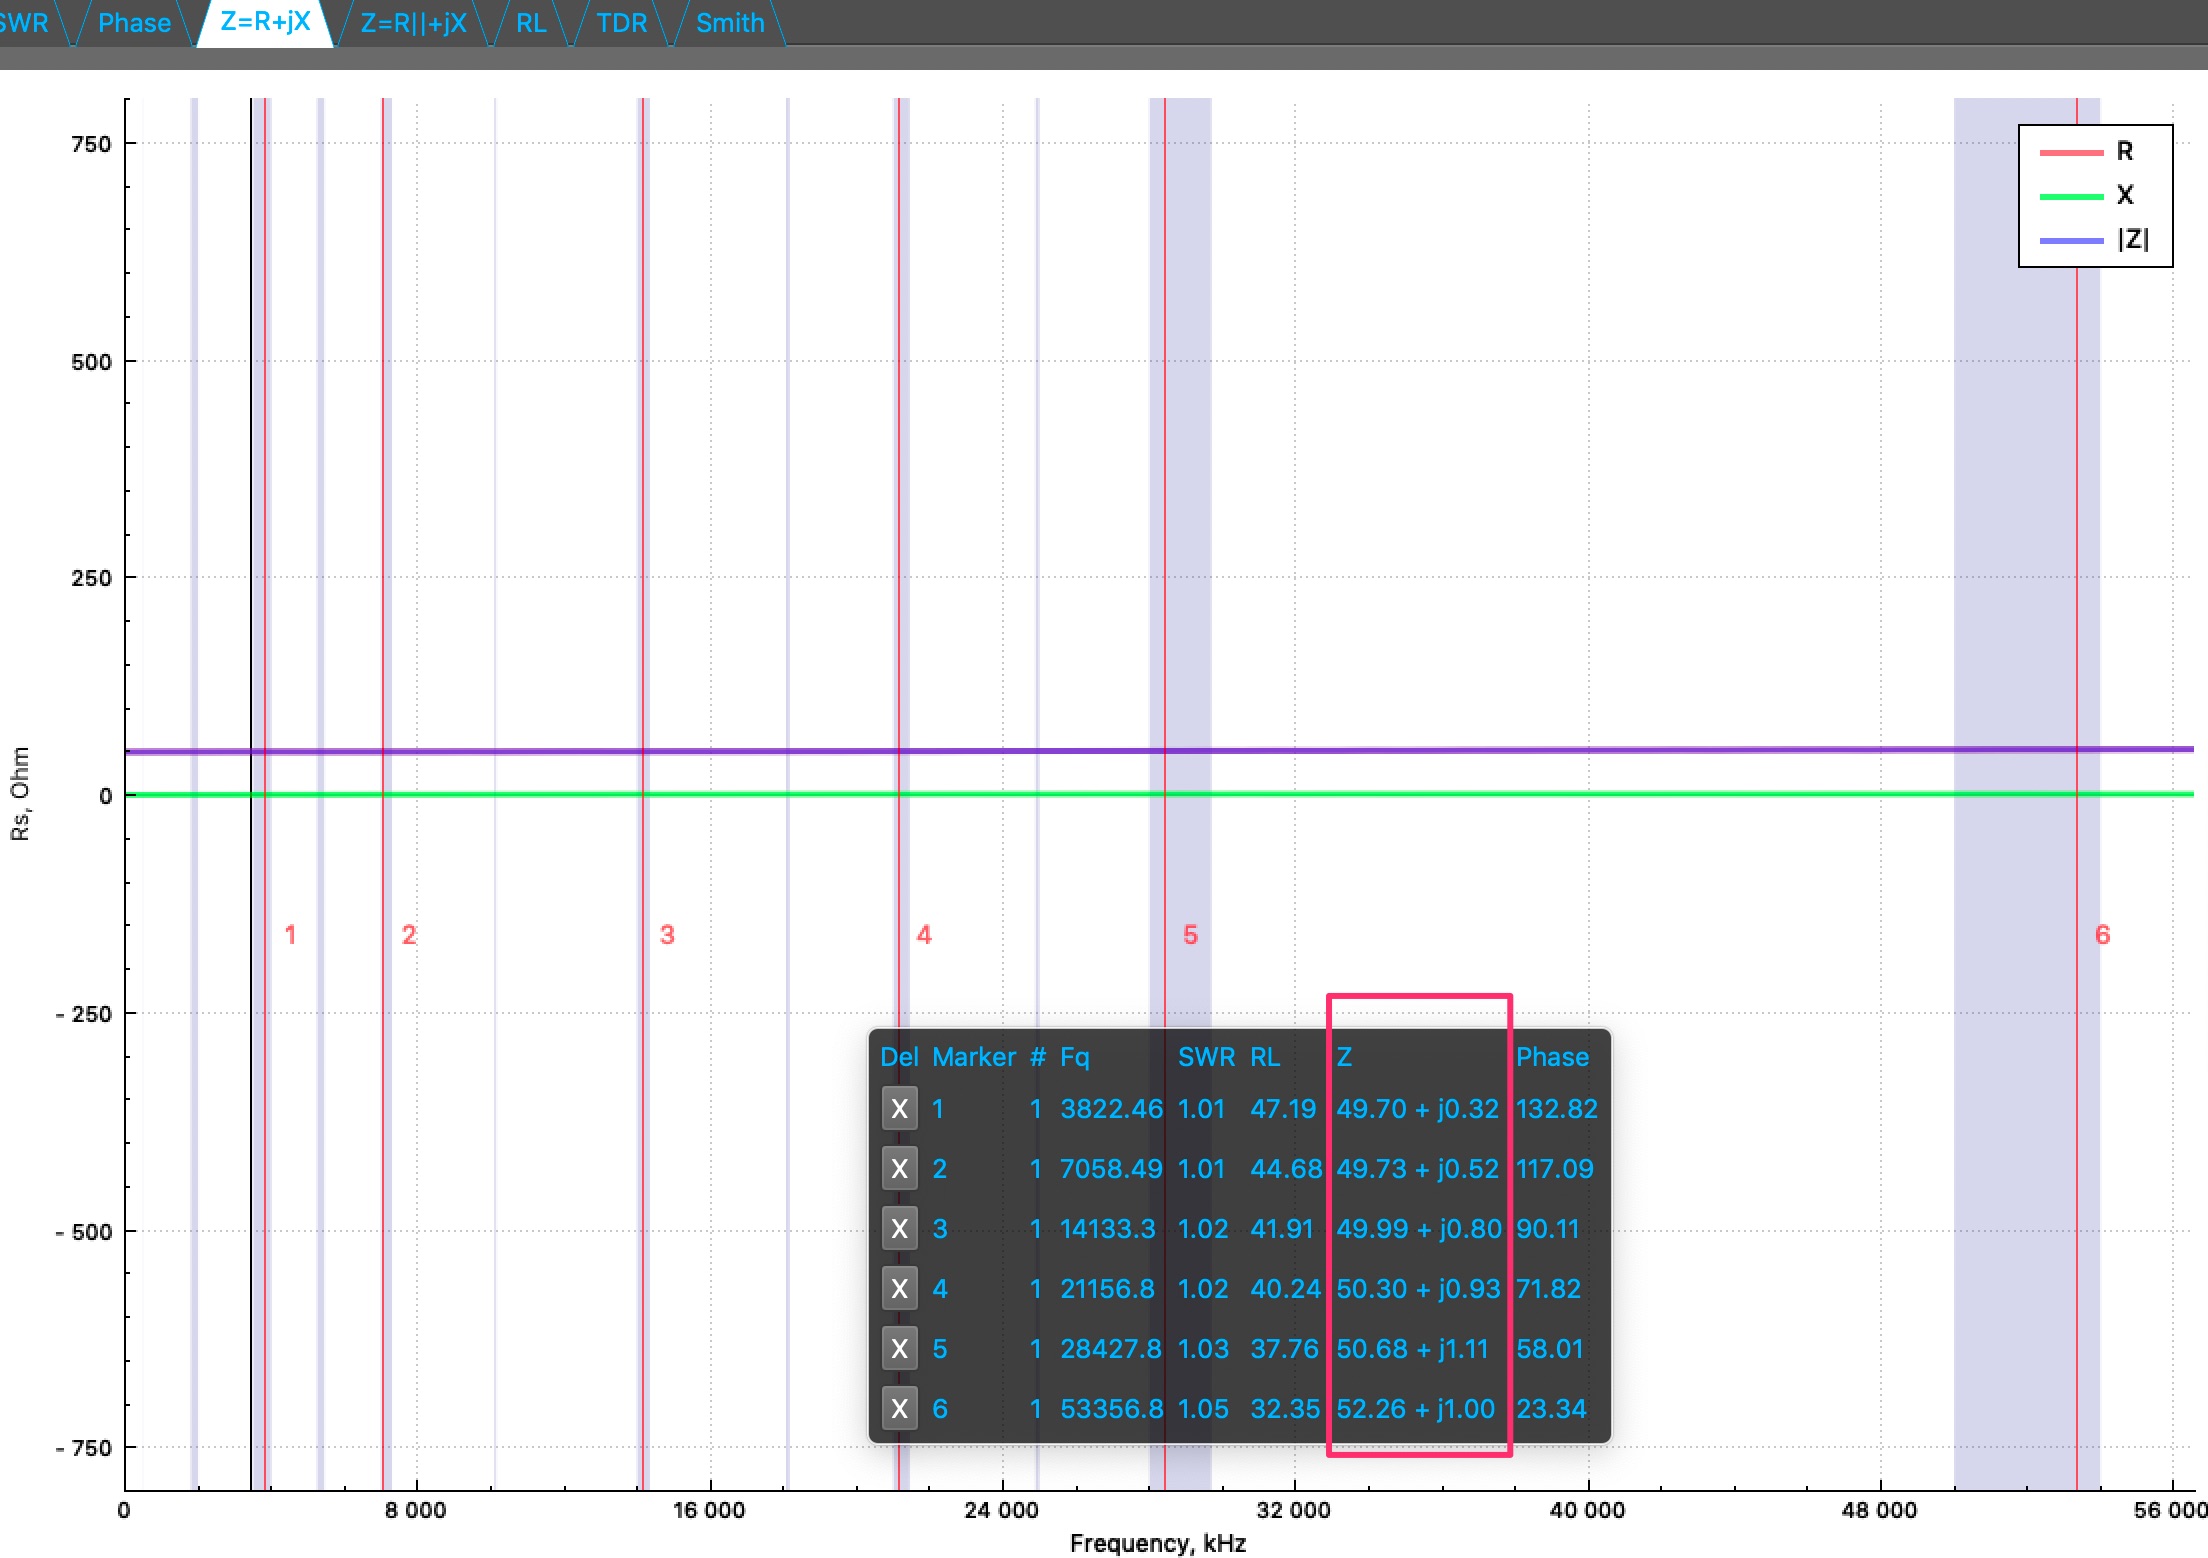 SWR Phase Z=R+jX Z=R||+jX RL TDR Smith
R
X
|Z|
750
500
250
0
- 250
- 500
- 750
Rs, Ohm
1 2 3 4 5 6
Del Marker # Fq SWR RL Z Phase
X 1 1 3822.46 1.01 47.19 49.70 + j0.32 132.82
X 2 1 7058.49 1.01 44.68 49.73 + j0.52 117.09
X 3 1 14133.3 1.02 41.91 49.99 + j0.80 90.11
X 4 1 21156.8 1.02 40.24 50.30 + j0.93 71.82
X 5 1 28427.8 1.03 37.76 50.68 + j1.11 58.01
X 6 1 53356.8 1.05 32.35 52.26 + j1.00 23.34
0 8 000 16 000 24 000 32 000 40 000 48 000 56 000
Frequency, kHz